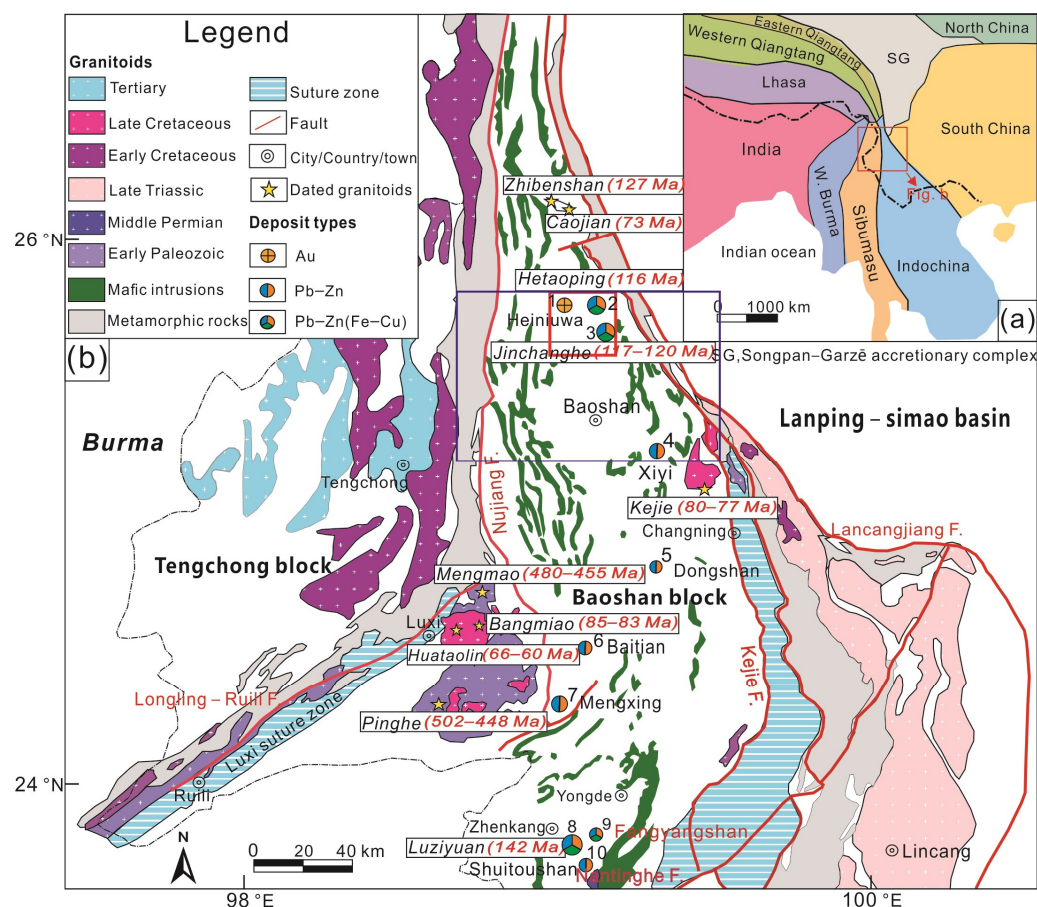 Legend
Granitoids
Tertiary
Late Cretaceous
Early Cretaceous
Late Triassic
Middle Permian
Early Paleozoic
Mafic intrusions
Metamorphic rocks
Suture zone
Fault
City/Country/town
Dated granitoids
Deposit types
Au
Pb–Zn
Pb–Zn(Fe–Cu)
(b)
Eastern Qiangtang
Western Qiangtang
North China
SG
Lhasa
South China
India
W. Burma
Sibumasu
Fig. b
Indian ocean
Indochina
0 1000 km
(a)
SG,Songpan–Garzē accretionary complex
26 °N
24 °N
98 °E
100 °E
Zhibenshan (127 Ma)
Caojian (73 Ma)
Hetaoping (116 Ma)
1
2
Heiniuwa
3
Jinchanghe (117–120 Ma)
Baoshan
Lanping – simao basin
Burma
4
Xiyi
Tengchong
Nujiang F.
Kejie (80–77 Ma)
Changning
Lancangjiang F.
Tengchong block
5
Dongshan
Mengmao (480–455 Ma)
Baoshan block
Luxi
Bangmiao (85–83 Ma)
6
Baitian
Huataolin (66–60 Ma)
Kejie F.
Longling – Ruili F
Luxi suture zone
7
Mengxing
Pinghe (502–448 Ma)
Ruili
Yongde
Zhenkang
8
9
Fangyangshan
Luziyuan (142 Ma)
10
Shuitoushan
Nantinghe F.
Lincang
N
0 20 40 km